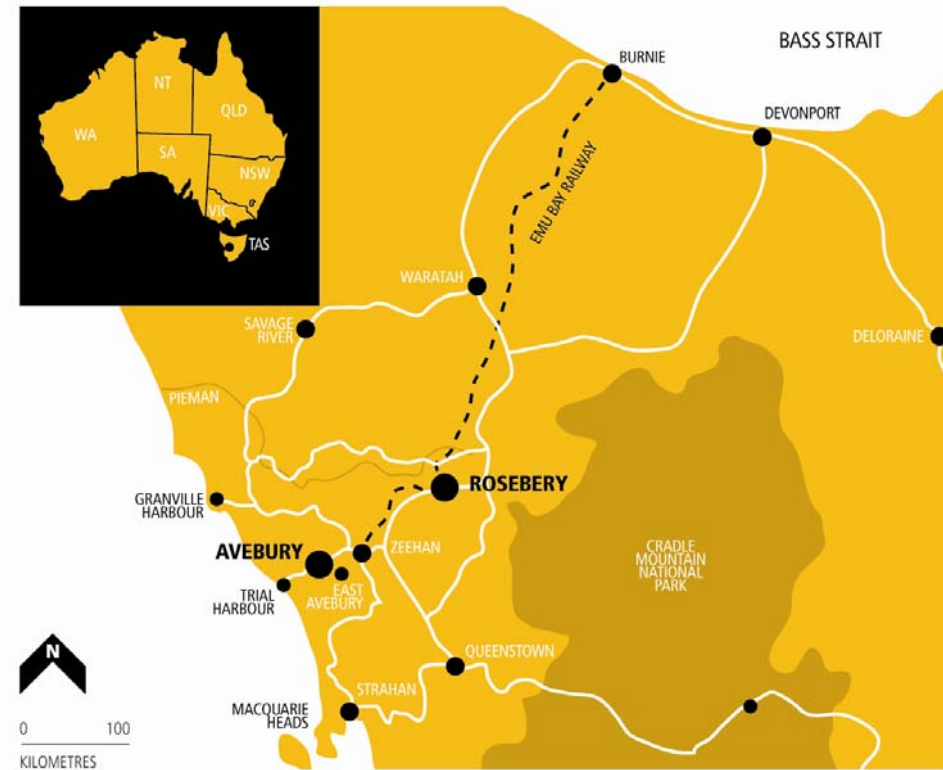 BASS STRAIT
BURNIE
NT
QLD
WA
SA
NSW
VIC
TAS
DEVONPORT
EMU BAY RAILWAY
WARATAH
SAVAGE
RIVER
DELORAINE
PIEMAN
ROSEBERY
GRANVILLE
HARBOUR
AVEBURY
ZEEHAN
CRADLE
MOUNTAIN
NATIONAL
PARK
EAST
AVEBURY
TRIAL
HARBOUR
N
QUEENSTOWN
STRAHAN
MACQUARIE
HEADS
0 100
KILOMETRES